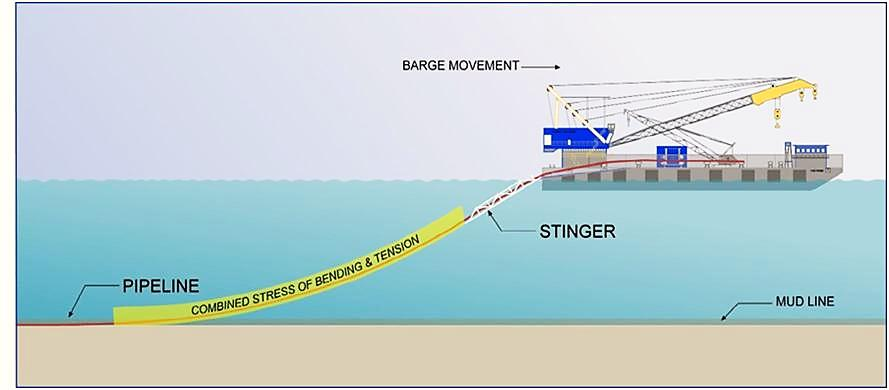 BARGE MOVEMENT
STINGER
COMBINED STRESS OF BENDING & TENSION
PIPELINE
MUD LINE